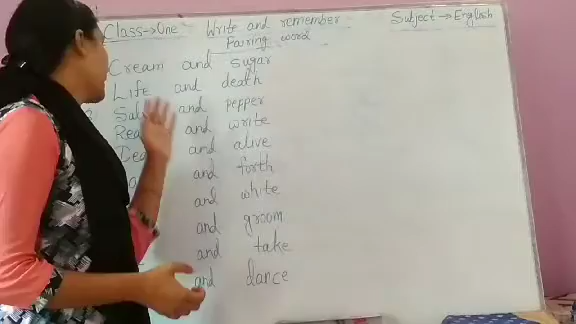 Class→One Write and remember Subject→English
Pairing word
Cream and sugar
Life and death
and pepper
and write
and alive
and forth
and white
and groom
and take
and dance